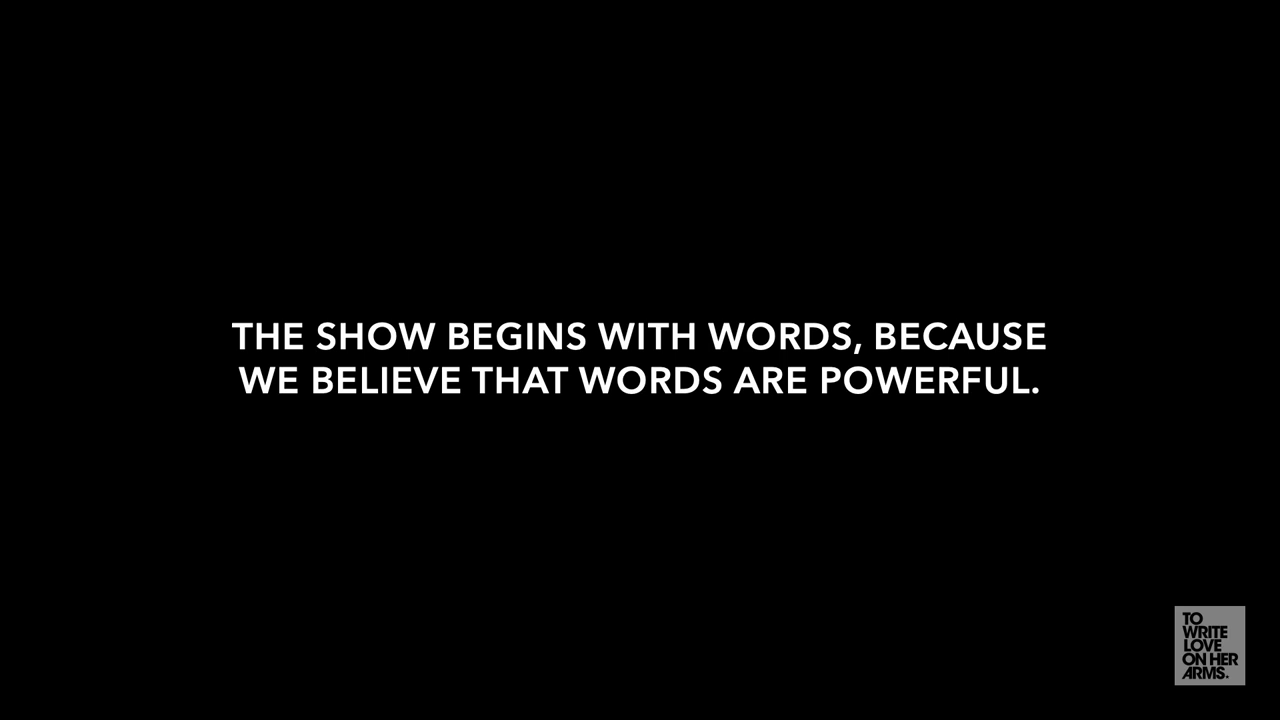 THE SHOW BEGINS WITH WORDS, BECAUSE
WE BELIEVE THAT WORDS ARE POWERFUL.
TO
WRITE
LOVE
ON HER
ARMS.